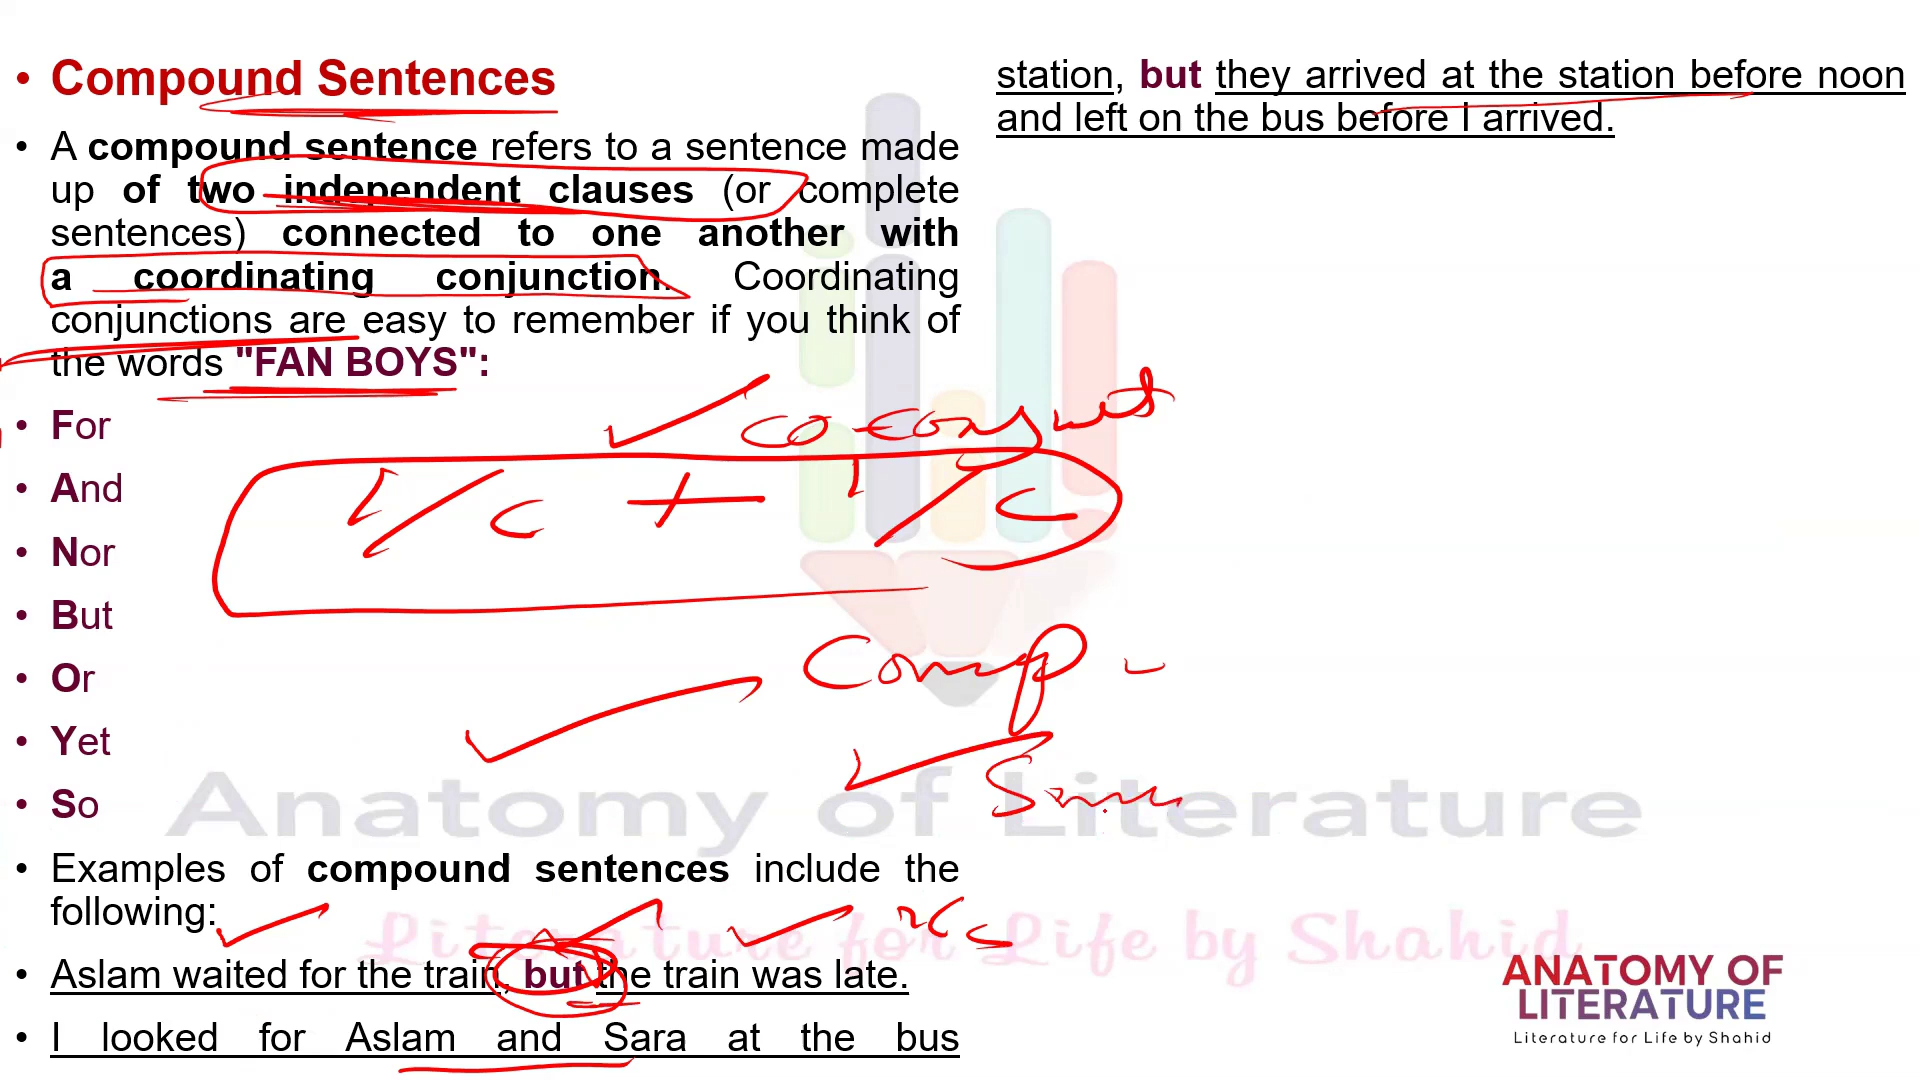 • Compound Sentences
• A compound sentence refers to a sentence made
up of two independent clauses (or complete
sentences) connected to one another with
a coordinating conjunction. Coordinating
conjunctions are easy to remember if you think of
the words "FAN BOYS":
• For
• And
• Nor
• But
• Or
• Yet
• So
• Examples of compound sentences include the
following:
• Aslam waited for the train, but the train was late.
• I looked for Aslam and Sara at the bus
station, but they arrived at the station before noon
and left on the bus before I arrived.
I/C + I/C
Comp -
Anatomy of Literature
Literature for Life by Shahid
ANATOMY OF
LITERATURE
Literature for Life by Shahid